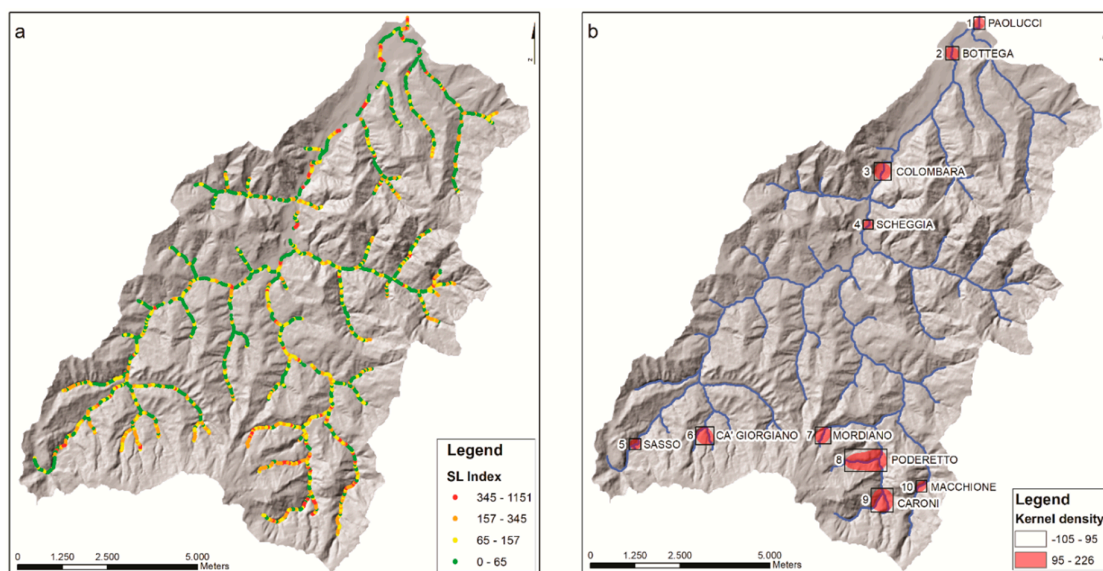 a
z
Legend
SL Index
345 - 1151
157 - 345
65 - 157
0 - 65
0 1.250 2.500 5.000
Meters
b
z
1 PAOLUCCI
2 BOTTEGA
3 COLOMBARA
4 SCHEGGIA
5 SASSO
6 CA' GIORGIANO
7 MORDIANO
8 PODERETTO
10 MACCHIONE
9 CARONI
Legend
Kernel density
-105 - 95
95 - 226
0 1.250 2.500 5.000
Meters